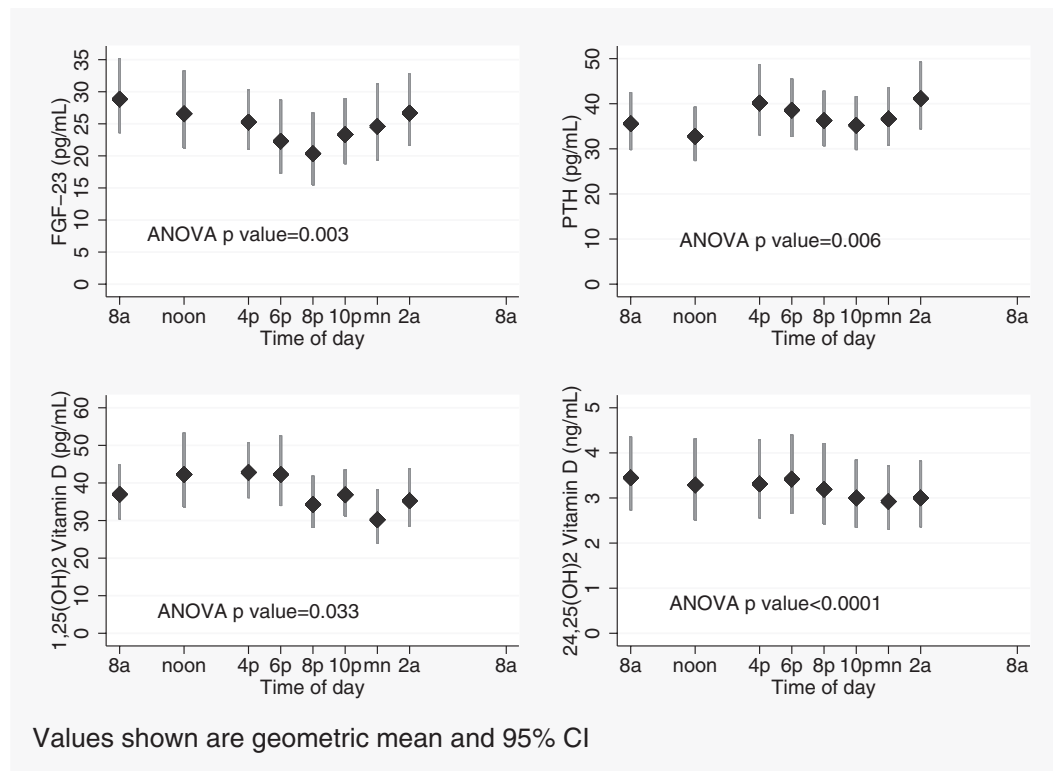 FGF−23 (pg/mL)
35
30
25
20
15
10
5
0
ANOVA p value=0.003
8a noon 4p 6p 8p 10p mn 2a 8a
Time of day
PTH (pg/mL)
50
40
30
20
10
0
ANOVA p value=0.006
8a noon 4p 6p 8p 10p mn 2a 8a
Time of day
1,25(OH)2 Vitamin D (pg/mL)
60
50
40
30
20
10
0
ANOVA p value=0.033
8a noon 4p 6p 8p 10p mn 2a 8a
Time of day
24,25(OH)2 Vitamin D (ng/mL)
5
4
3
2
1
0
ANOVA p value<0.0001
8a noon 4p 6p 8p 10p mn 2a 8a
Time of day
Values shown are geometric mean and 95% CI